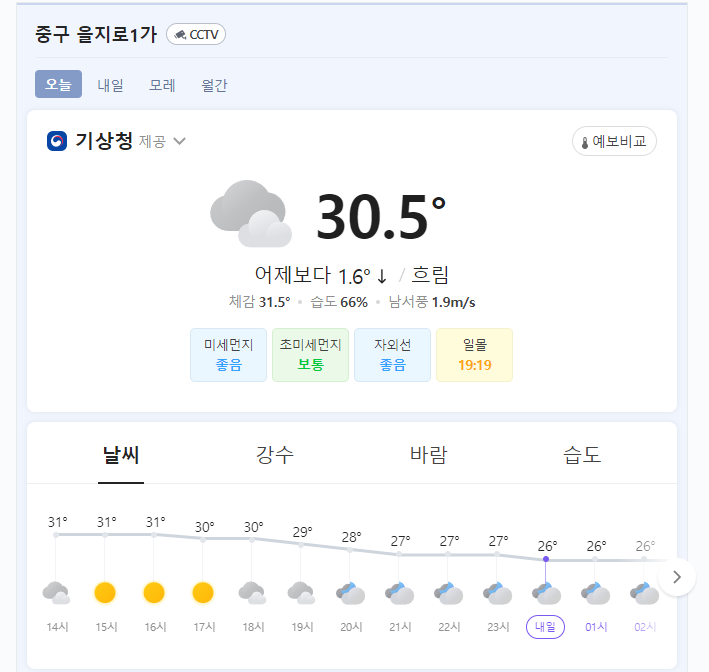 중구 을지로1가 CCTV
오늘 내일 모레 월간
기상청 제공 예보비교
30.5°
어제보다 1.6° ↓ / 흐림
체감 31.5° • 습도 66% • 남서풍 1.9m/s
미세먼지 초미세먼지 자외선 일몰
좋음 보통 좋음 19:19
날씨 강수 바람 습도
31° 31° 31° 30° 30° 29° 28° 27° 27° 27° 26° 26° 26°
14시 15시 16시 17시 18시 19시 20시 21시 22시 23시 내일 01시 02시